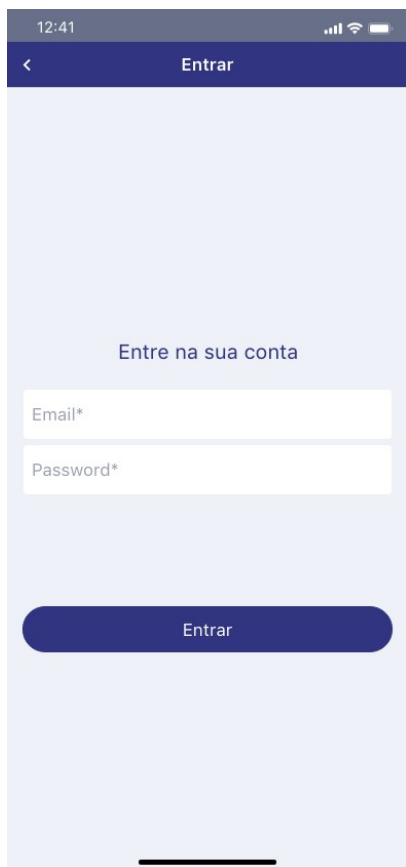 12:41
Entrar
Entre na sua conta
Email*
Password*
Entrar